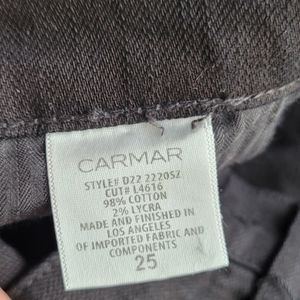 CARMAR
STYLE# D22 2220SZ
CUT# L4616
98% COTTON
2% LYCRA
MADE AND FINISHED IN
LOS ANGELES
OF IMPORTED FABRIC AND
COMPONENTS
25